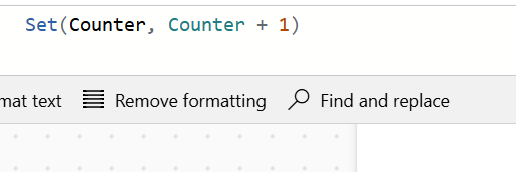 Set(Counter, Counter + 1)
mat text Remove formatting Find and replace